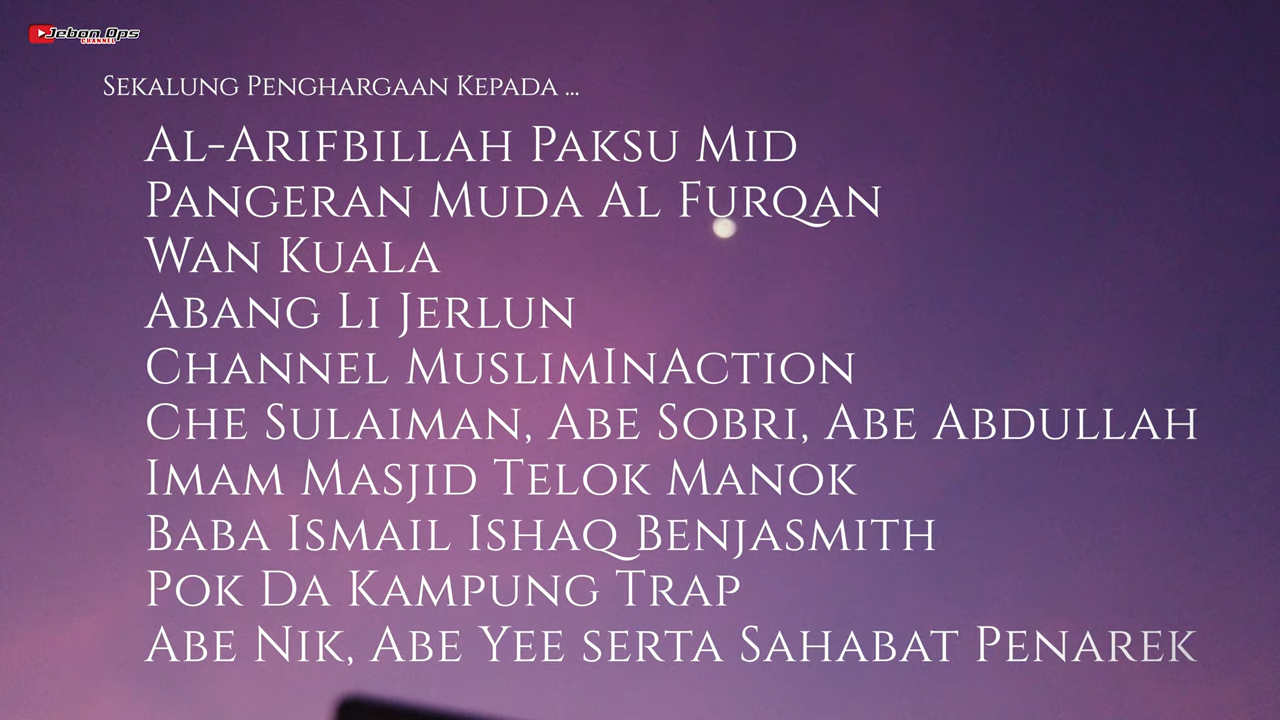 Jebon Ops
CHANNEL
Sekalung Penghargaan Kepada ...
Al-Arifbillah Paksu Mid
Pangeran Muda Al Furqan
Wan Kuala
Abang Li Jerlun
Channel MuslimInAction
Che Sulaiman, Abe Sobri, Abe Abdullah
Imam Masjid Telok Manok
Baba Ismail Ishaq Benjasmith
Pok Da Kampung Trap
Abe Nik, Abe Yee serta Sahabat Penarek